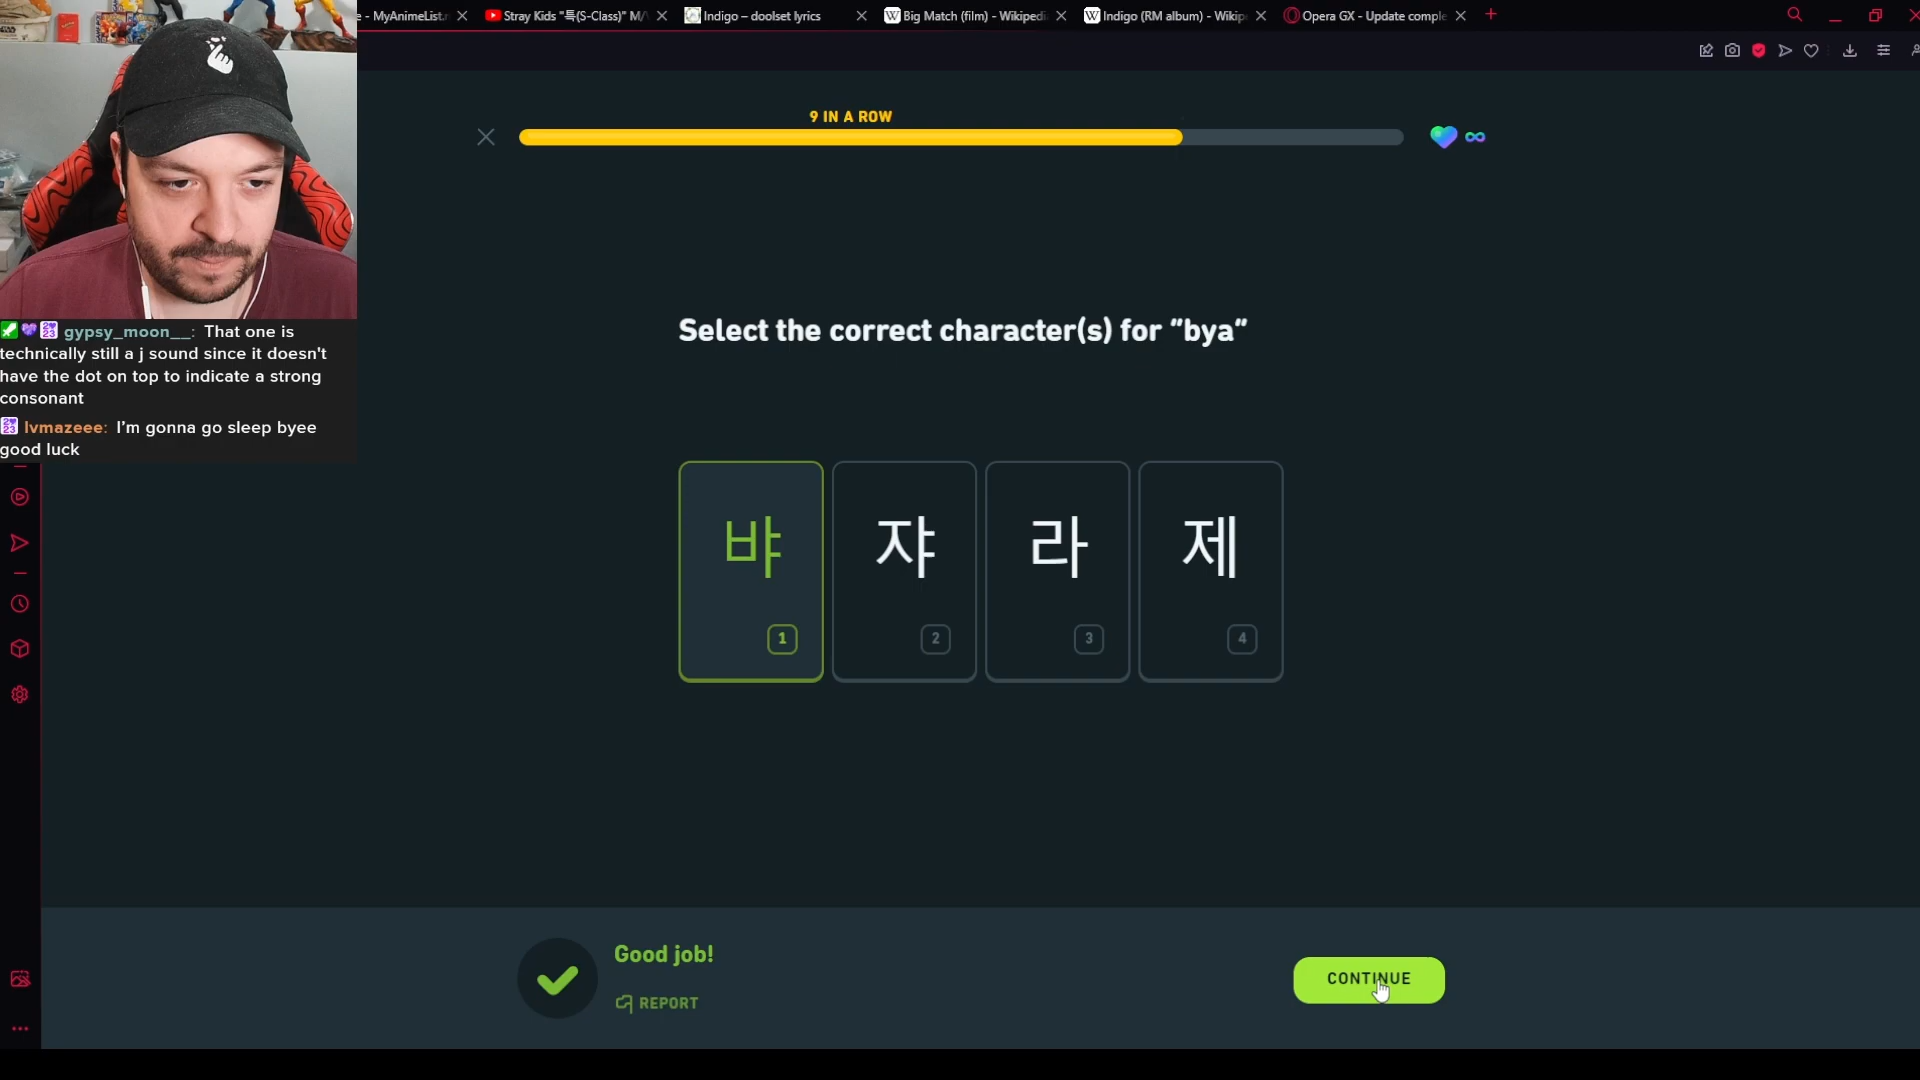 e - MyAnimeList.n
Stray Kids "특(S-Class)" M/V
Indigo – doolset lyrics
Big Match (film) - Wikipedi
Indigo (RM album) - Wikip
Opera GX - Update comple
9 IN A ROW
Select the correct character(s) for "bya"
gypsy_moon__: That one is
technically still a j sound since it doesn't
have the dot on top to indicate a strong
consonant
lvmazeee: I'm gonna go sleep byee
good luck
뱌
쟈
라
제
1
2
3
4
Good job!
REPORT
CONTINUE